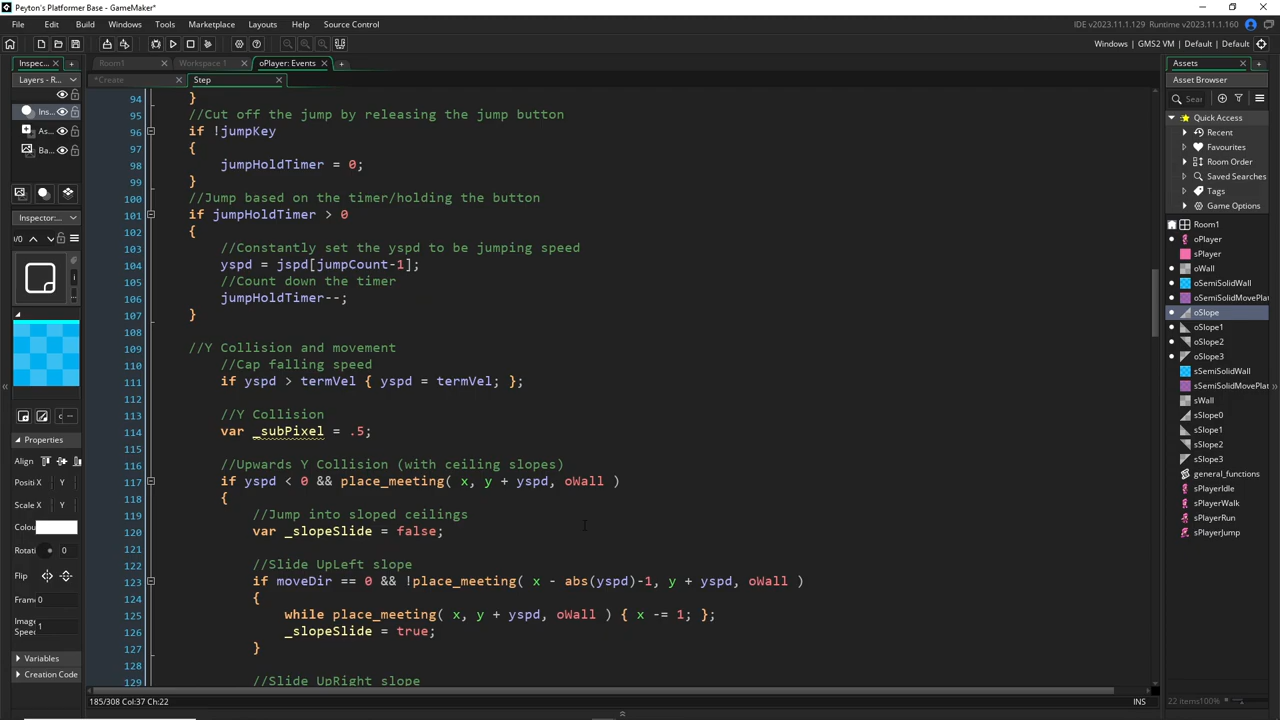 Peyton's Platformer Base - GameMaker*
File Edit Build Windows Tools Marketplace Layouts Help Source Control
IDE v2023.11.1.129 Runtime v2023.11.1.160
Windows | GMS2 VM | Default | Default
Inspec...
Room1
Workspace 1
oPlayer: Events
Assets
Layers - R...
*Create
Step
Asset Browser
Ins...
As...
Ba...
Inspector:...
94 }
95 //Cut off the jump by releasing the jump button
96 if !jumpKey
97 {
98 jumpHoldTimer = 0;
99 }
100 //Jump based on the timer/holding the button
101 if jumpHoldTimer > 0
102 {
103 //Constantly set the yspd to be jumping speed
104 yspd = jspd[jumpCount-1];
105 //Count down the timer
106 jumpHoldTimer--;
107 }
108
109 //Y Collision and movement
110 //Cap falling speed
111 if yspd > termVel { yspd = termVel; };
112
113 //Y Collision
114 var _subPixel = .5;
115
116 //Upwards Y Collision (with ceiling slopes)
117 if yspd < 0 && place_meeting( x, y + yspd, oWall )
118 {
119 //Jump into sloped ceilings
120 var _slopeSlide = false;
121
122 //Slide UpLeft slope
123 if moveDir == 0 && !place_meeting( x - abs(yspd)-1, y + yspd, oWall )
124 {
125 while place_meeting( x, y + yspd, oWall ) { x -= 1; };
126 _slopeSlide = true;
127 }
128
129 //Slide UpRight slope
Properties
Align
Positi X Y
Scale X Y
Colou
Rotati 0
Flip
Fram 0
Imag
Speed 1
Variables
Creation Code
Sear
Quick Access
Recent
Favourites
Room Order
Saved Searches
Tags
Game Options
Room1
oPlayer
sPlayer
oWall
oSemiSolidWall
oSemiSolidMovePlat
oSlope
oSlope1
oSlope2
oSlope3
sSemiSolidWall
sSemiSolidMovePlat
sWall
sSlope0
sSlope1
sSlope2
sSlope3
general_functions
sPlayerIdle
sPlayerWalk
sPlayerRun
sPlayerJump
185/308 Col:37 Ch:22
INS
22 items 100%